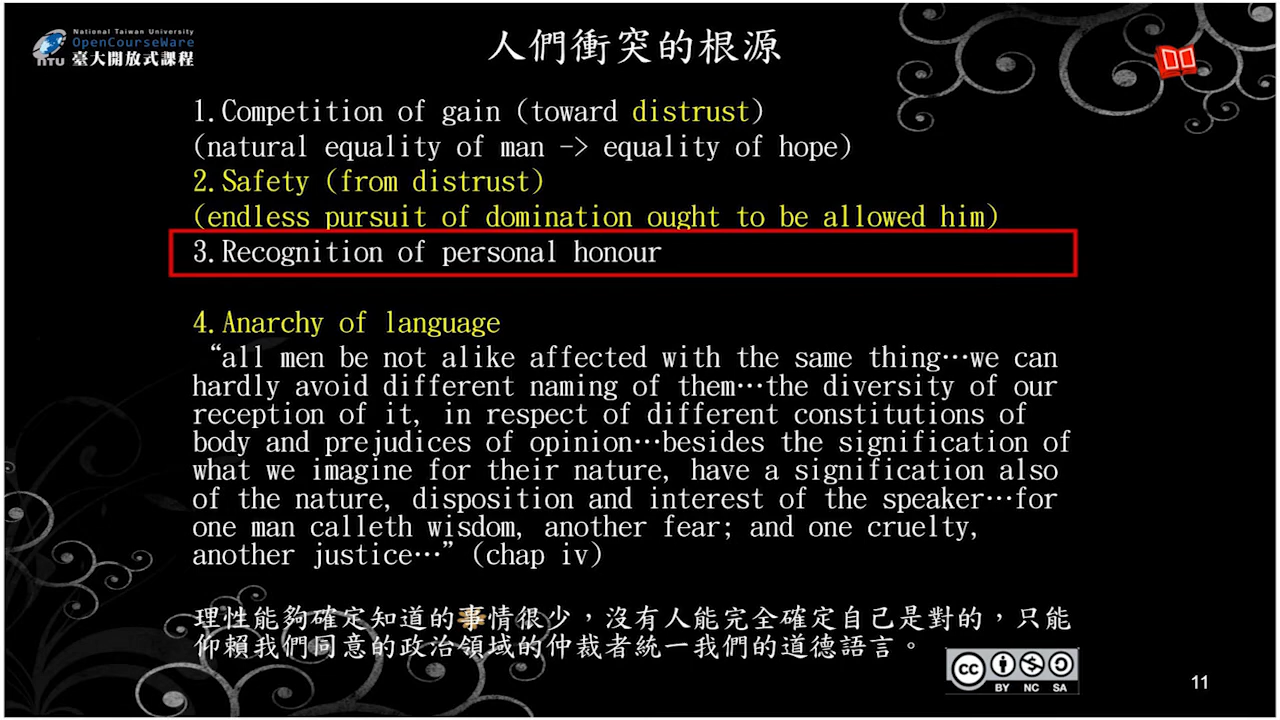 National Taiwan University
OpenCourseWare
NTU 臺大開放式課程
人們衝突的根源
1.Competition of gain (toward distrust)
(natural equality of man -> equality of hope)
2.Safety (from distrust)
(endless pursuit of domination ought to be allowed him)
3.Recognition of personal honour
4.Anarchy of language
“all men be not alike affected with the same thing…we can
hardly avoid different naming of them…the diversity of our
reception of it, in respect of different constitutions of
body and prejudices of opinion…besides the signification of
what we imagine for their nature, have a signification also
of the nature, disposition and interest of the speaker…for
one man calleth wisdom, another fear; and one cruelty,
another justice…” (chap iv)
理性能夠確定知道的事情很少，沒有人能完全確定自己是對的，只能
仰賴我們同意的政治領域的仲裁者統一我們的道德語言。
cc BY NC SA
11